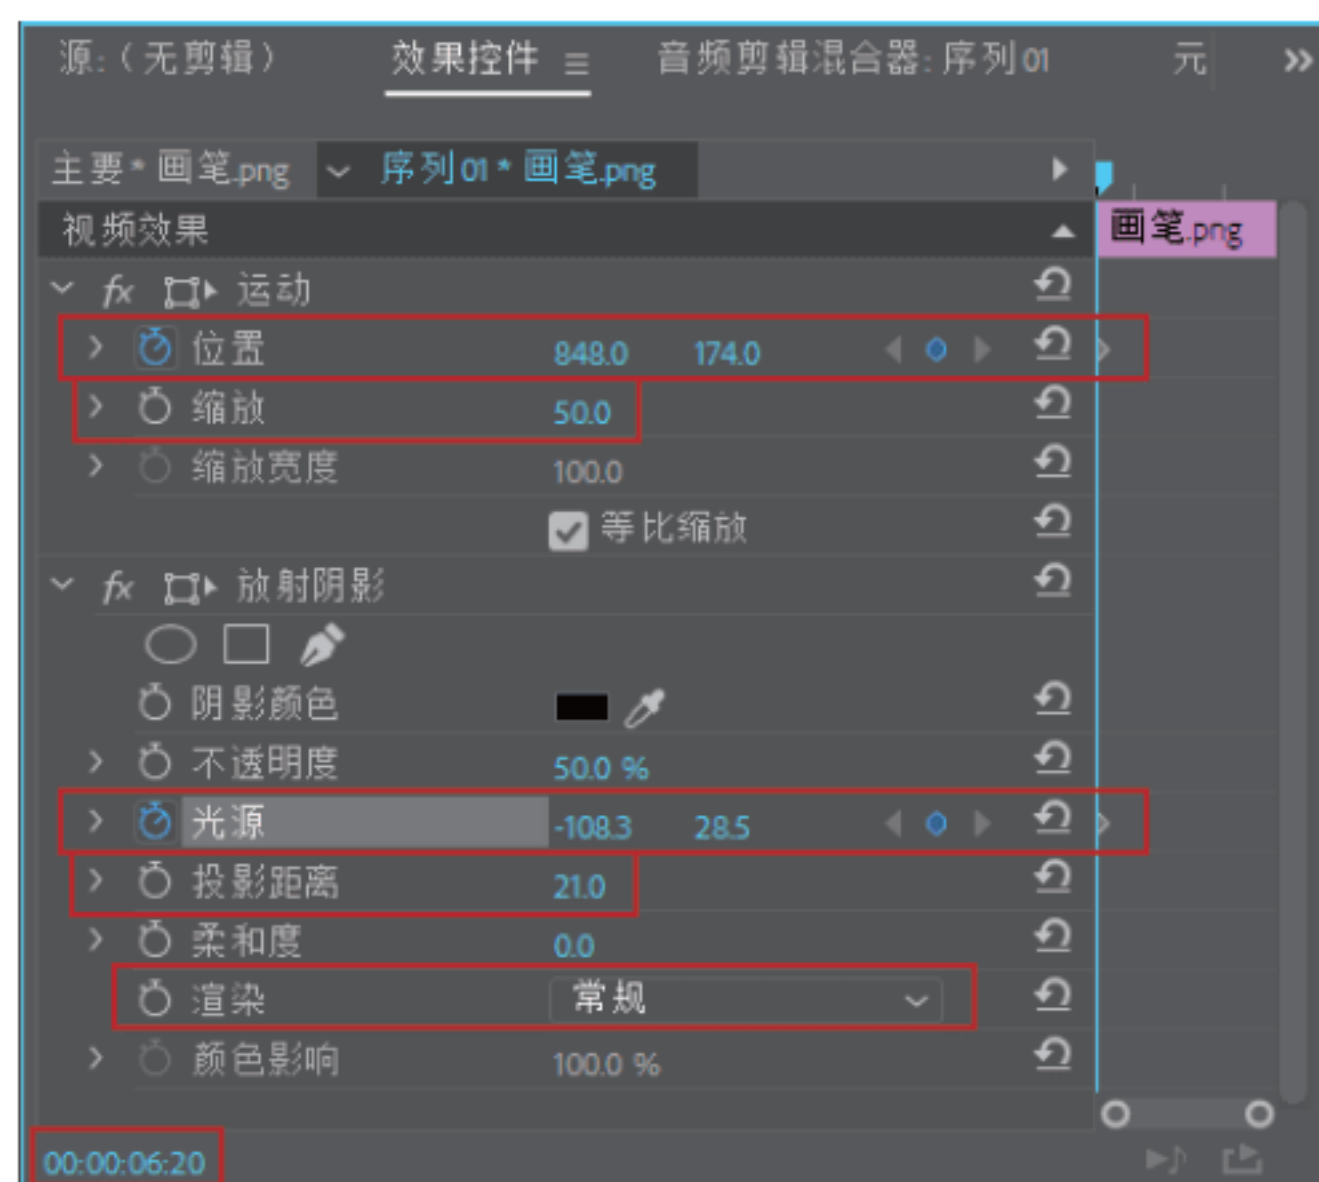 源:（无剪辑） 效果控件 ≡ 音频剪辑混合器: 序列 01 元 »
主要 * 画笔.png 序列 01 * 画笔.png
视频效果 画笔.png
fx 运动
位置 848.0 174.0
缩放 50.0
缩放宽度 100.0
等比缩放
fx 放射阴影
阴影颜色
不透明度 50.0 %
光源 -108.3 28.5
投影距离 21.0
柔和度 0.0
渲染 常规
颜色影响 100.0 %
00:00:06:20